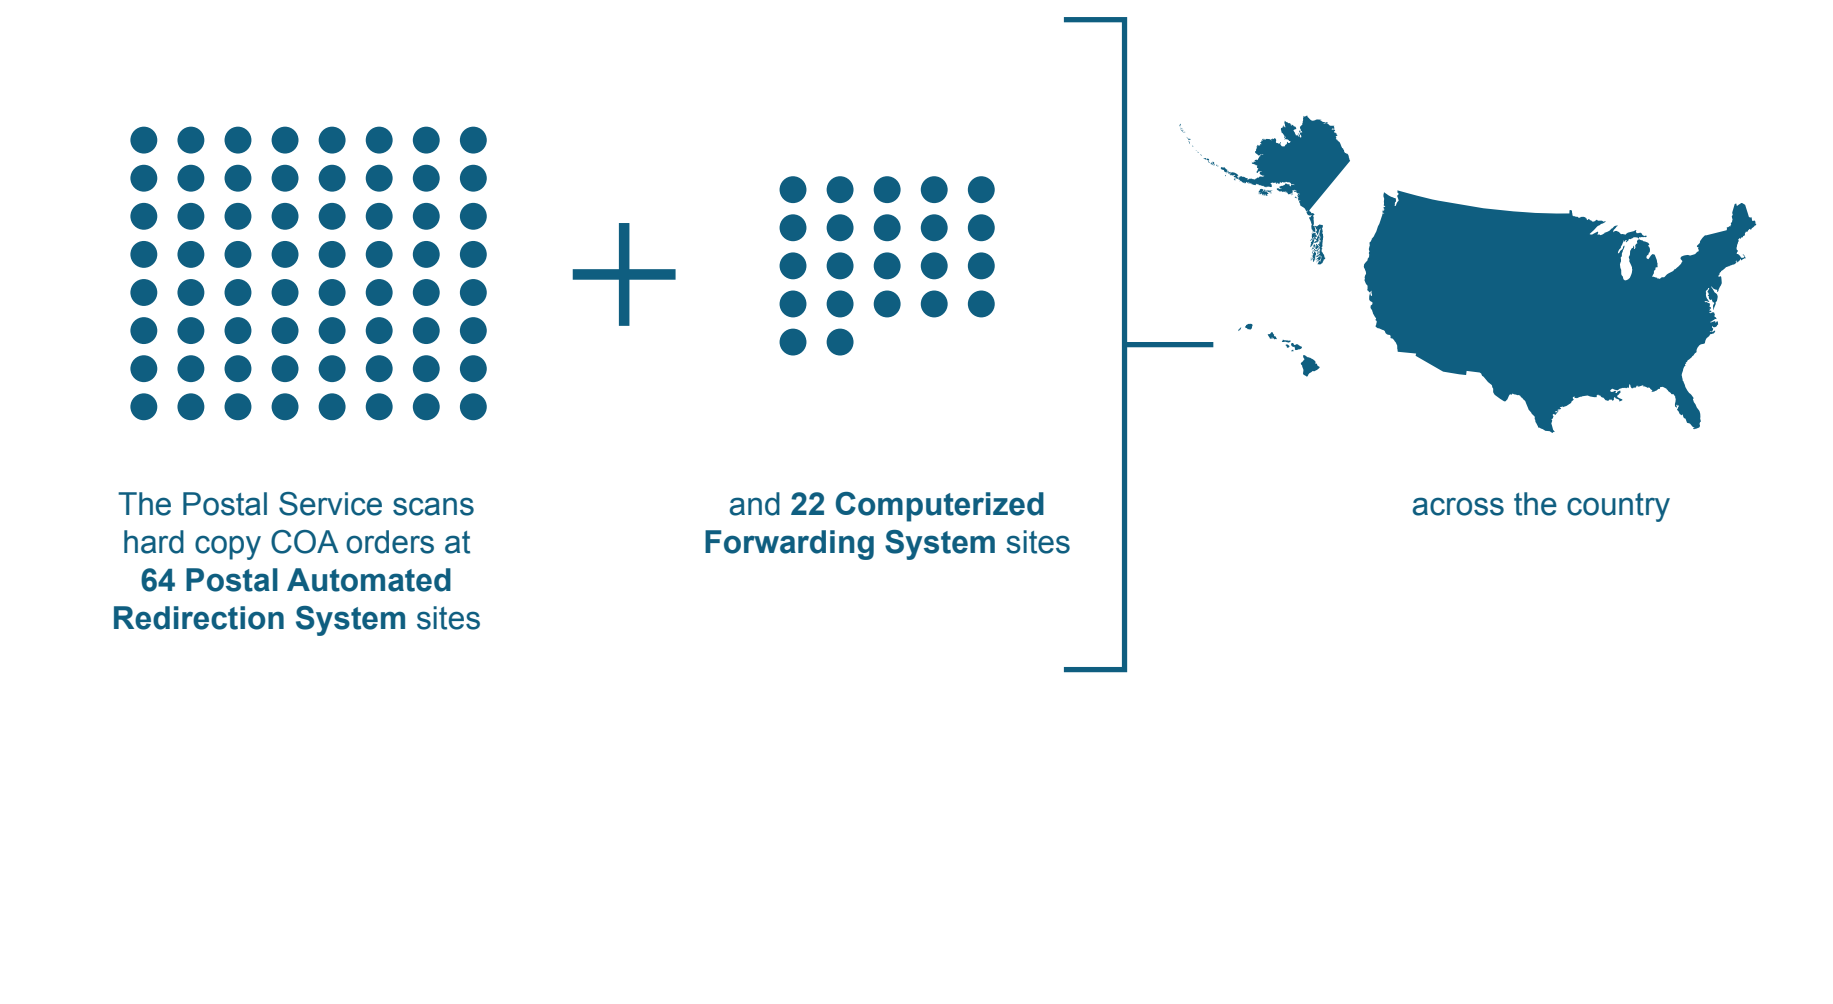 The Postal Service scans
hard copy COA orders at
64 Postal Automated
Redirection System sites
and 22 Computerized
Forwarding System sites
across the country